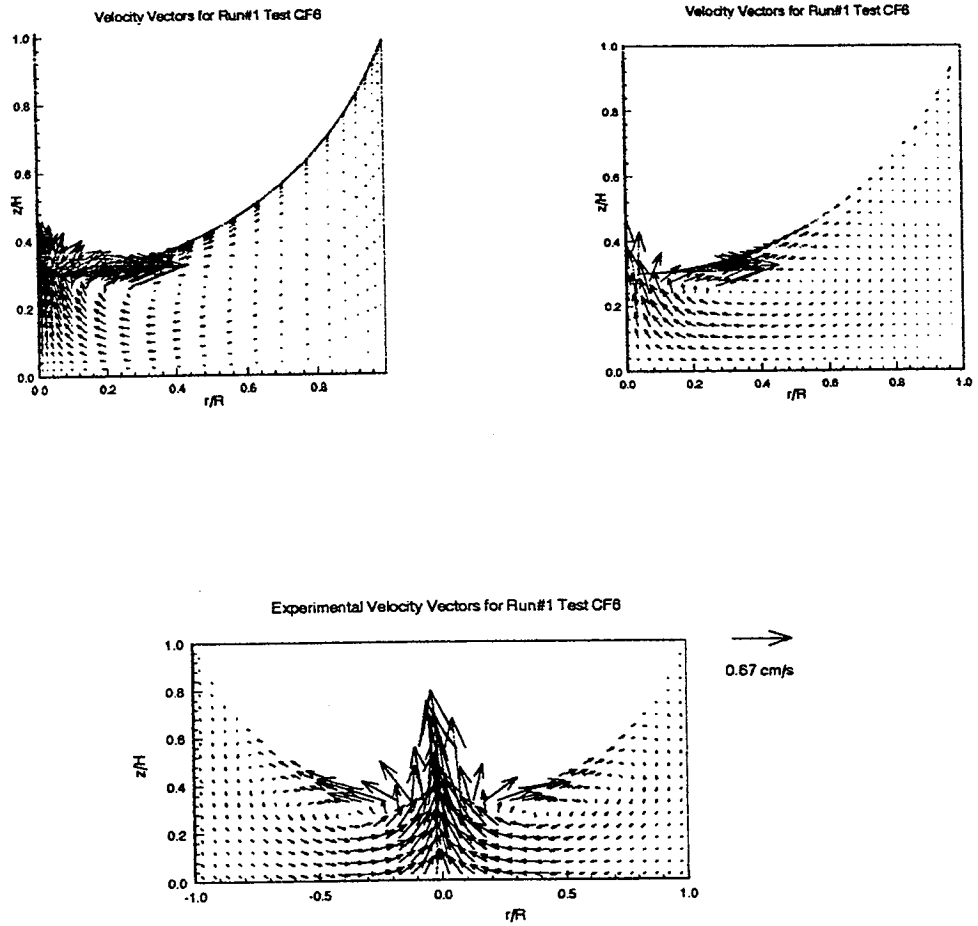 Velocity Vectors for Run#1 Test CF6
1.0
0.8
0.6
z/H
0.4
0.2
0.0
0.0 0.2 0.4 0.6 0.8
r/R
Velocity Vectors for Run#1 Test CF6
1.0
0.8
0.6
z/H
0.4
0.2
0.0
0.0 0.2 0.4 0.6 0.8 1.0
r/R
Experimental Velocity Vectors for Run#1 Test CF6
1.0
0.8
0.6
z/H
0.4
0.2
0.0
-1.0 -0.5 0.0 0.5 1.0
r/R
0.67 cm/s